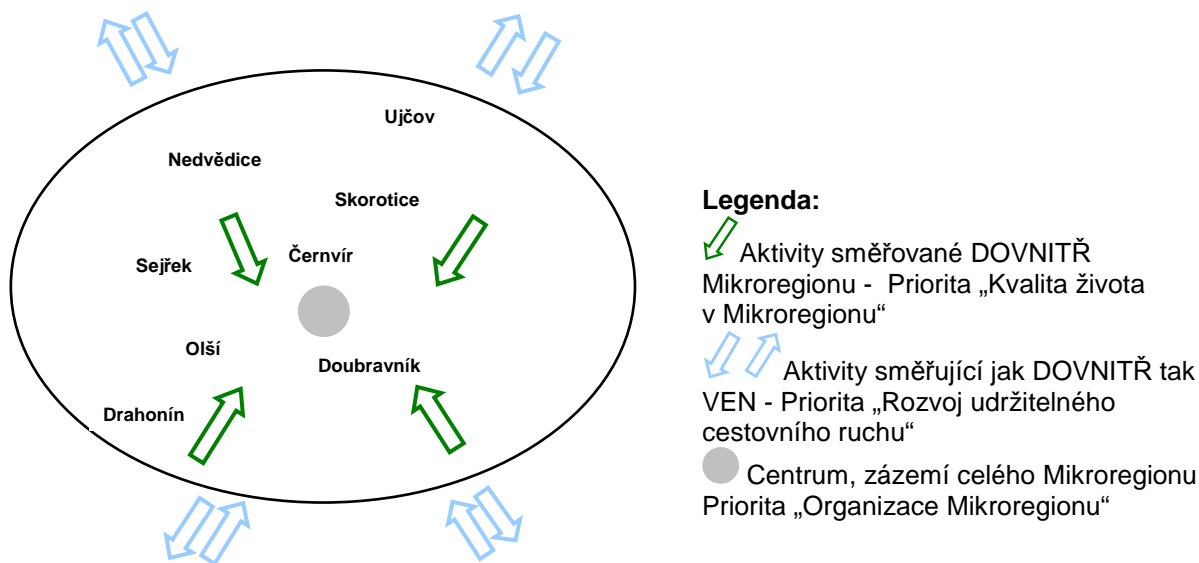 Ujčov
Nedvědice
Skorotice
Černvír
Sejřek
Olší
Doubravník
Drahonín
Legenda:
Aktivity směřované DOVNITŘ
Mikroregionu - Priorita „Kvalita života
v Mikroregionu“
Aktivity směřující jak DOVNITŘ tak
VEN - Priorita „Rozvoj udržitelného
cestovního ruchu“
Centrum, zázemí celého Mikroregionu
Priorita „Organizace Mikroregionu“